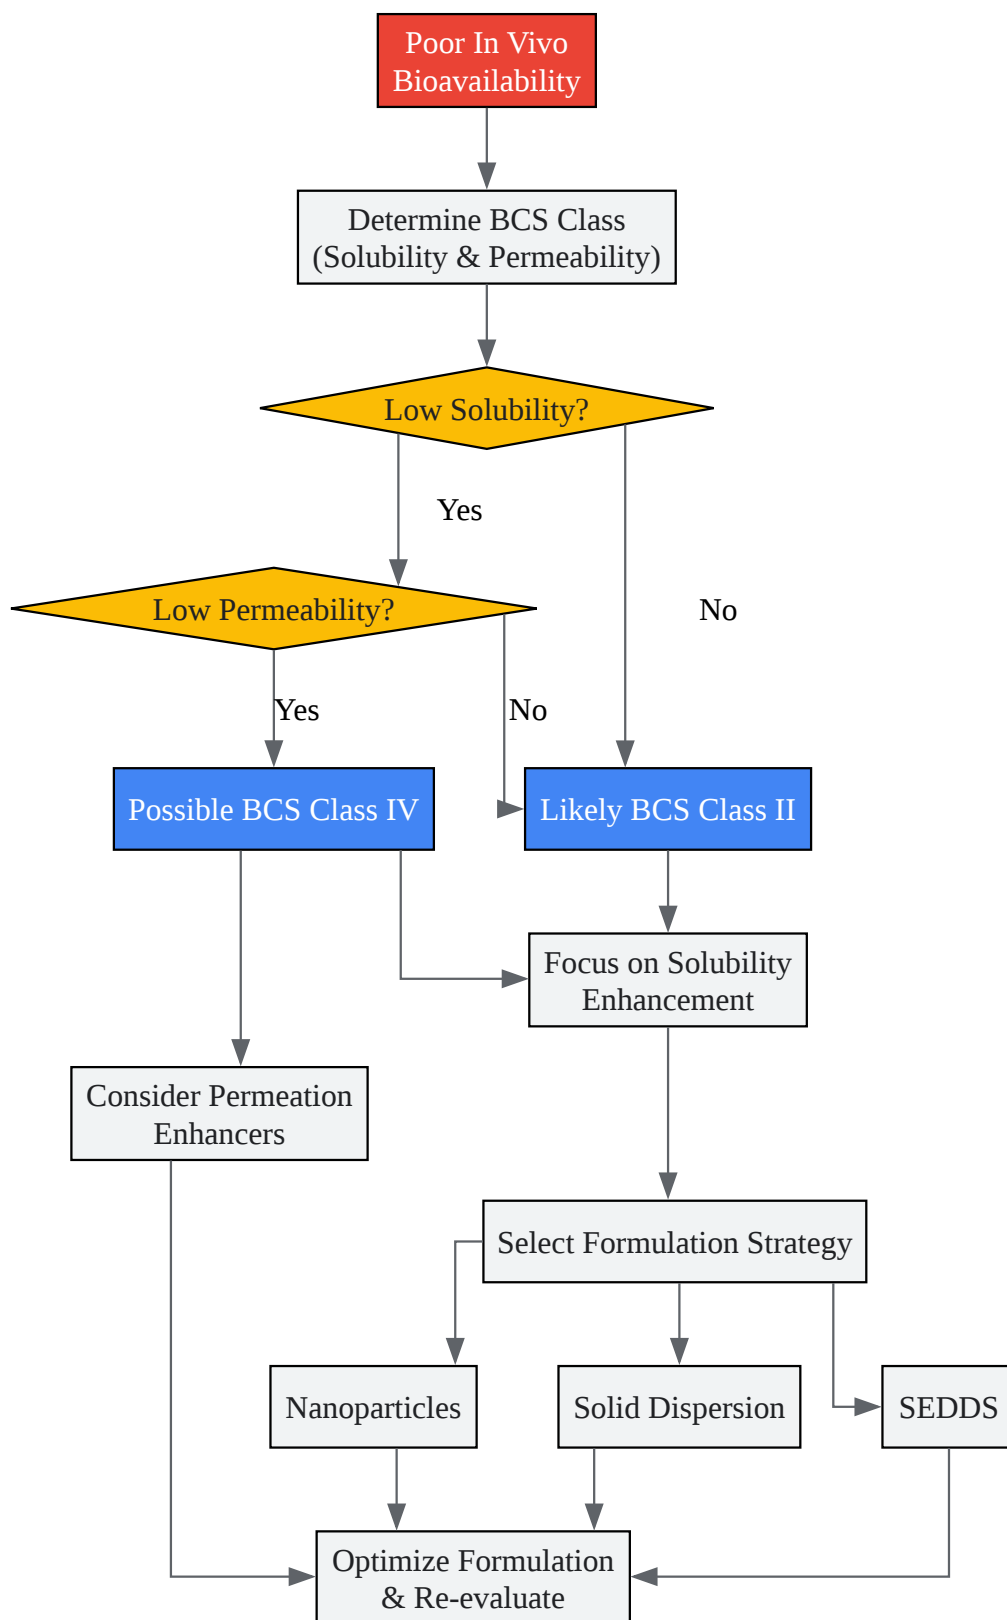 Poor In Vivo
Bioavailability
Determine BCS Class
(Solubility & Permeability)
Low Solubility?
Yes
Low Permeability?
No
Yes
No
Possible BCS Class IV
Likely BCS Class II
Focus on Solubility
Enhancement
Consider Permeation
Enhancers
Select Formulation Strategy
Nanoparticles
Solid Dispersion
SEDDS
Optimize Formulation
& Re-evaluate